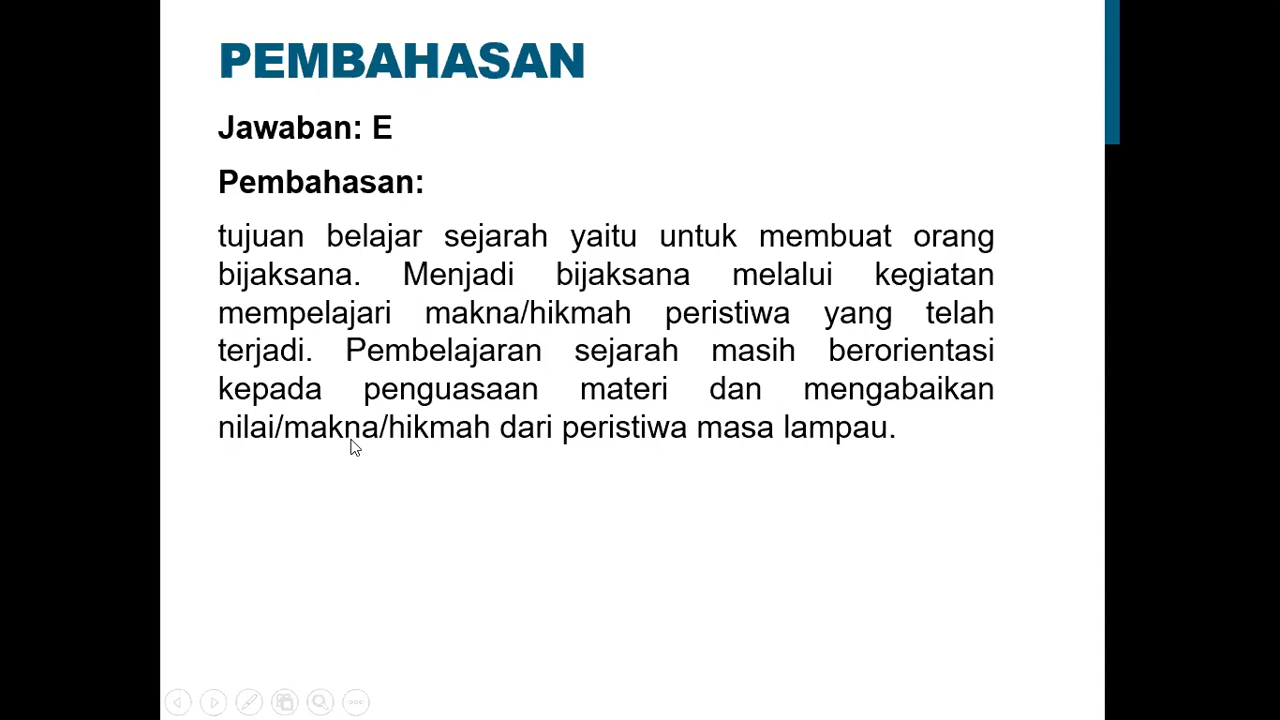 PEMBAHASAN
Jawaban: E
Pembahasan:
tujuan belajar sejarah yaitu untuk membuat orang
bijaksana. Menjadi bijaksana melalui kegiatan
mempelajari makna/hikmah peristiwa yang telah
terjadi. Pembelajaran sejarah masih berorientasi
kepada penguasaan materi dan mengabaikan
nilai/makna/hikmah dari peristiwa masa lampau.